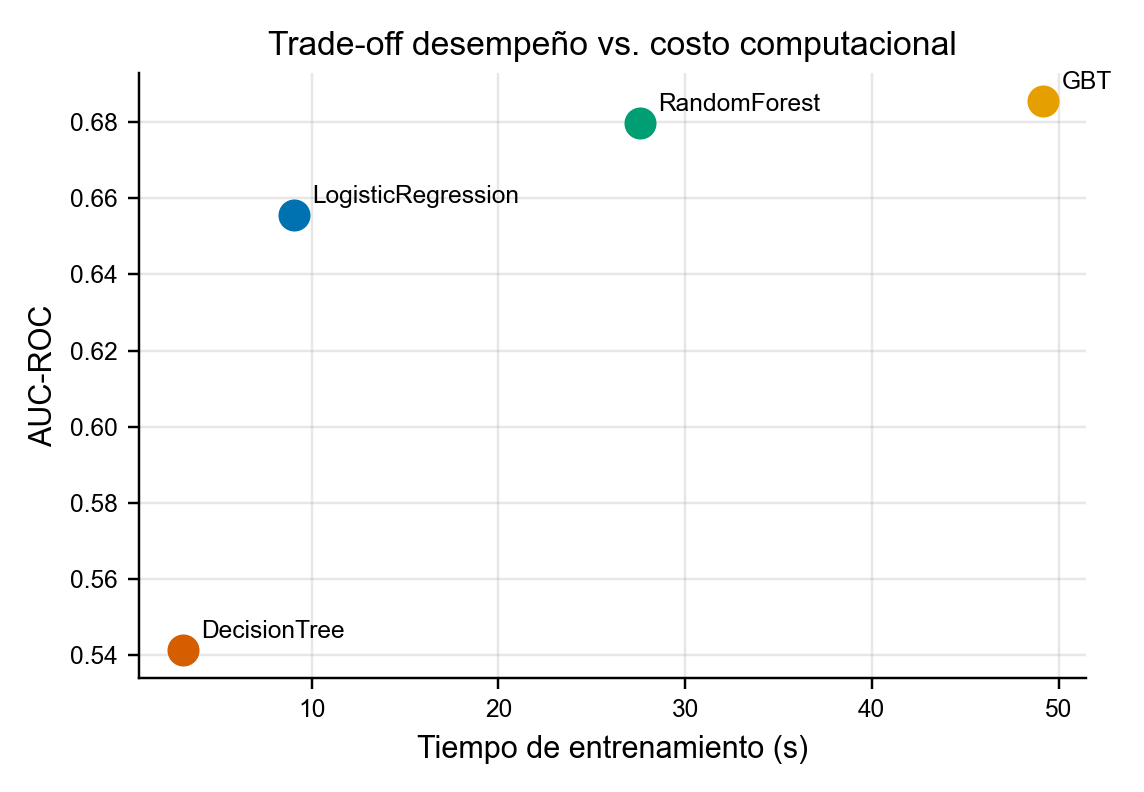 Trade-off desempeño vs. costo computacional
GBT
RandomForest
0.68
LogisticRegression
0.66
0.64
0.62
0.60
0.58
0.56
DecisionTree
0.54
AUC-ROC
10 20 30 40 50
Tiempo de entrenamiento (s)